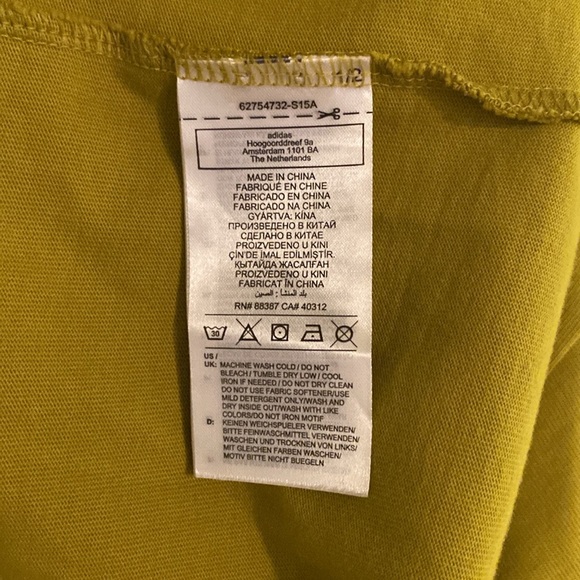 1/2
62754732-S15A
adidas
Hoogoorddreef 9a
Amsterdam 1101 BA
The Netherlands
MADE IN CHINA
FABRIQUÉ EN CHINE
FABRICADO EN CHINA
FABRICADO NA CHINA
GYÁRTVA: KÍNA
ПРОИЗВЕДЕНО В КИТАЙ
СДЕЛАНО В КИТАЕ
PROIZVEDENO U KINI
ÇİN'DE İMAL EDİLMİŞTİR.
ҚЫТАЙДА ЖАСАЛҒАН
PROIZVEDENO U KINI
FABRICAT ÎN CHINA
بلد المنشأ : الصين
RN# 88387 CA# 40312
30
US /
UK: MACHINE WASH COLD / DO NOT
BLEACH / TUMBLE DRY LOW / COOL
IRON IF NEEDED / DO NOT DRY CLEAN
DO NOT USE FABRIC SOFTENER/USE
MILD DETERGENT ONLY/WASH AND
DRY INSIDE OUT/WASH WITH LIKE
COLORS/DO NOT IRON MOTIF
D: KEINEN WEICHSPUELER VERWENDEN/
BITTE FEINWASCHMITTEL VERWENDEN/
WASCHEN UND TROCKNEN VON LINKS/
MIT GLEICHEN FARBEN WASCHEN/
MOTIV BITTE NICHT BUEGELN